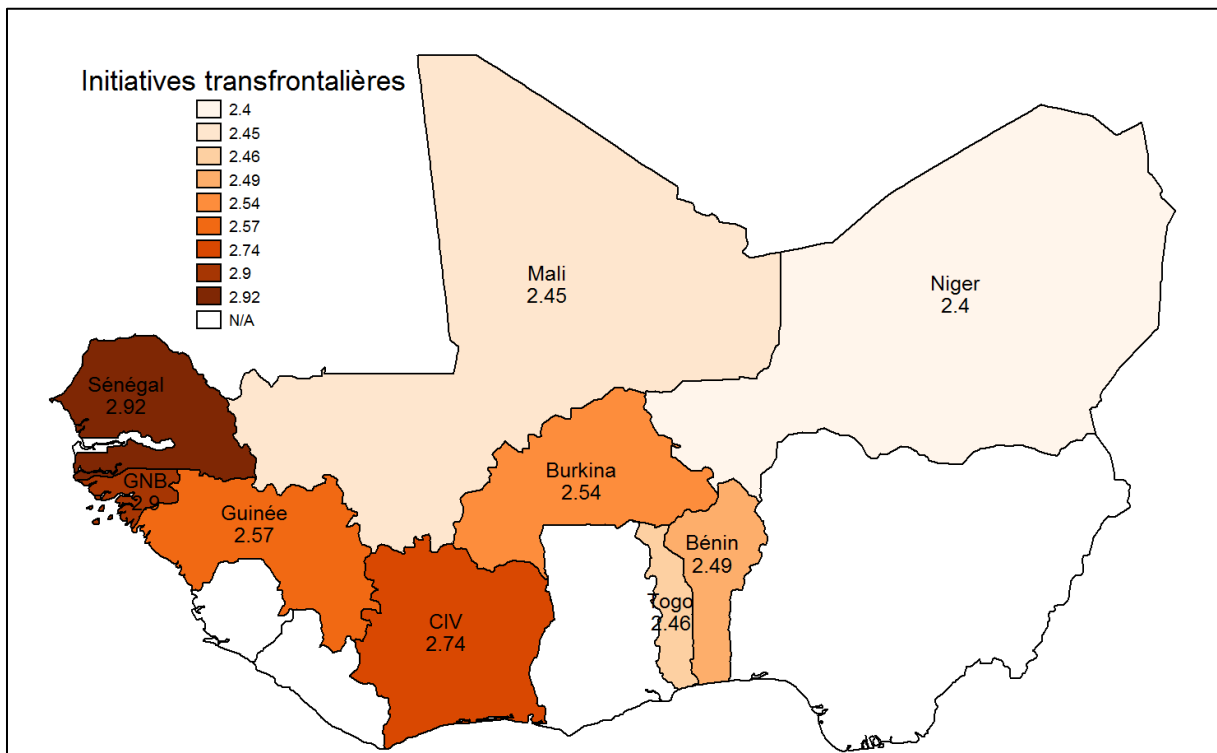 Initiatives transfrontalières
2.4
2.45
2.46
2.49
2.54
2.57
2.74
2.9
2.92
N/A
Mali
2.45
Niger
2.4
Sénégal
2.92
GNB
2.9
Guinée
2.57
Burkina
2.54
Bénin
2.49
Togo
2.46
CIV
2.74